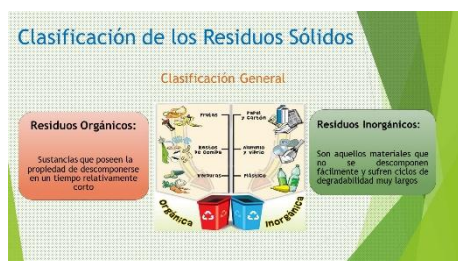 Clasificación de los Residuos Sólidos
Clasificación General
Residuos Orgánicos:
Sustancias que poseen la
propiedad de descomponerse
en un tiempo relativamente
corto
Frutas
Papel
y Cartón
Restos
de Comida
Aluminio
y Vidrio
Verduras
Plástico
orgánica
Inorgánica
Residuos Inorgánicos:
Son aquellos materiales que
no se descomponen
fácilmente y sufren ciclos de
degradabilidad muy largos